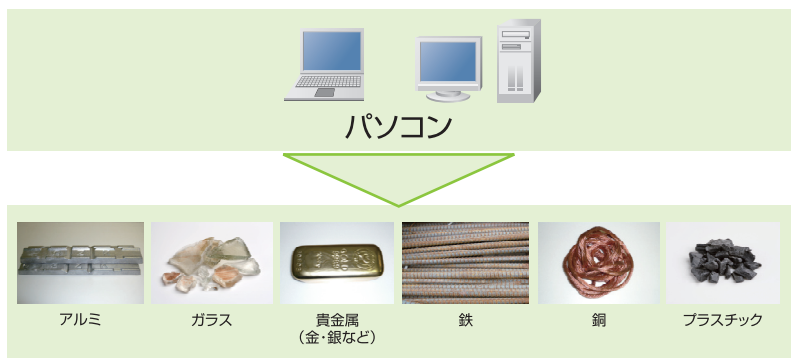 パソコン
アルミ
ガラス
貴金属
（金・銀など）
鉄
銅
プラスチック